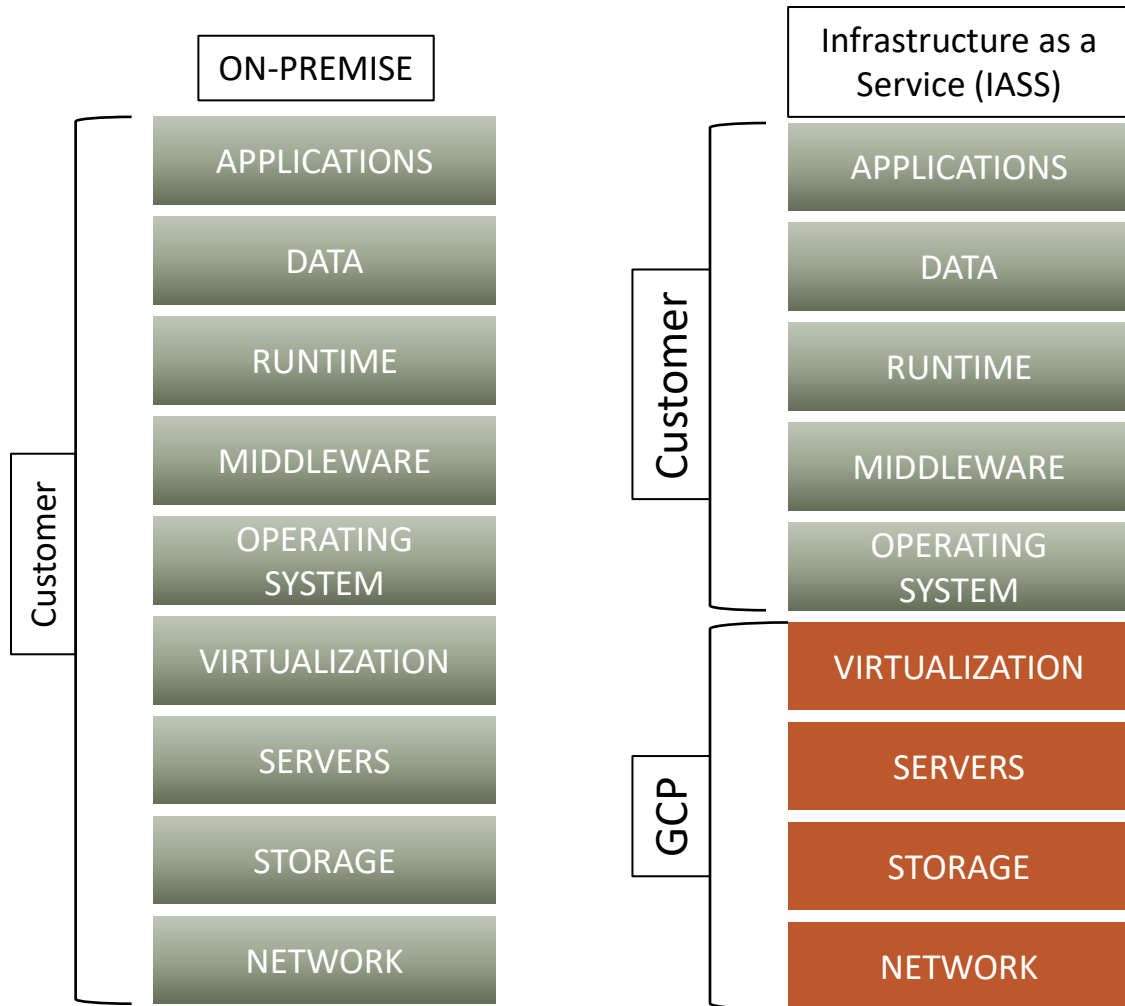 ON-PREMISE
Customer
APPLICATIONS
DATA
RUNTIME
MIDDLEWARE
OPERATING
SYSTEM
VIRTUALIZATION
SERVERS
STORAGE
NETWORK
Infrastructure as a
Service (IASS)
Customer
APPLICATIONS
DATA
RUNTIME
MIDDLEWARE
OPERATING
SYSTEM
GCP
VIRTUALIZATION
SERVERS
STORAGE
NETWORK